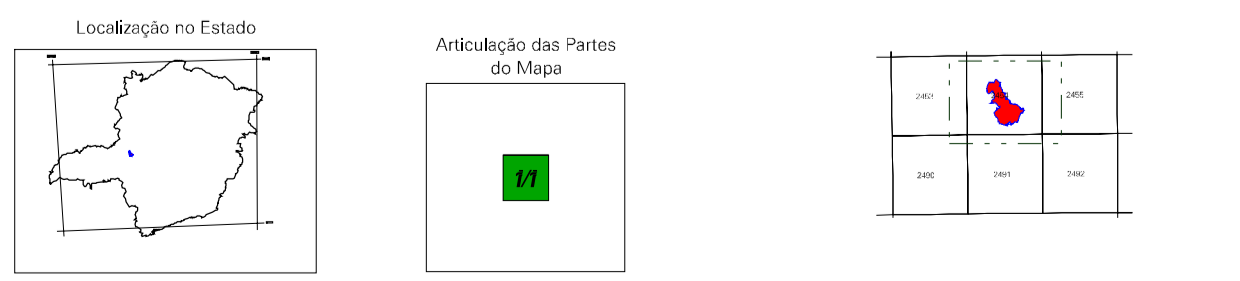 Localização no Estado
Articulação das Partes
do Mapa
1/1
2453
2455
2490
2491
2492